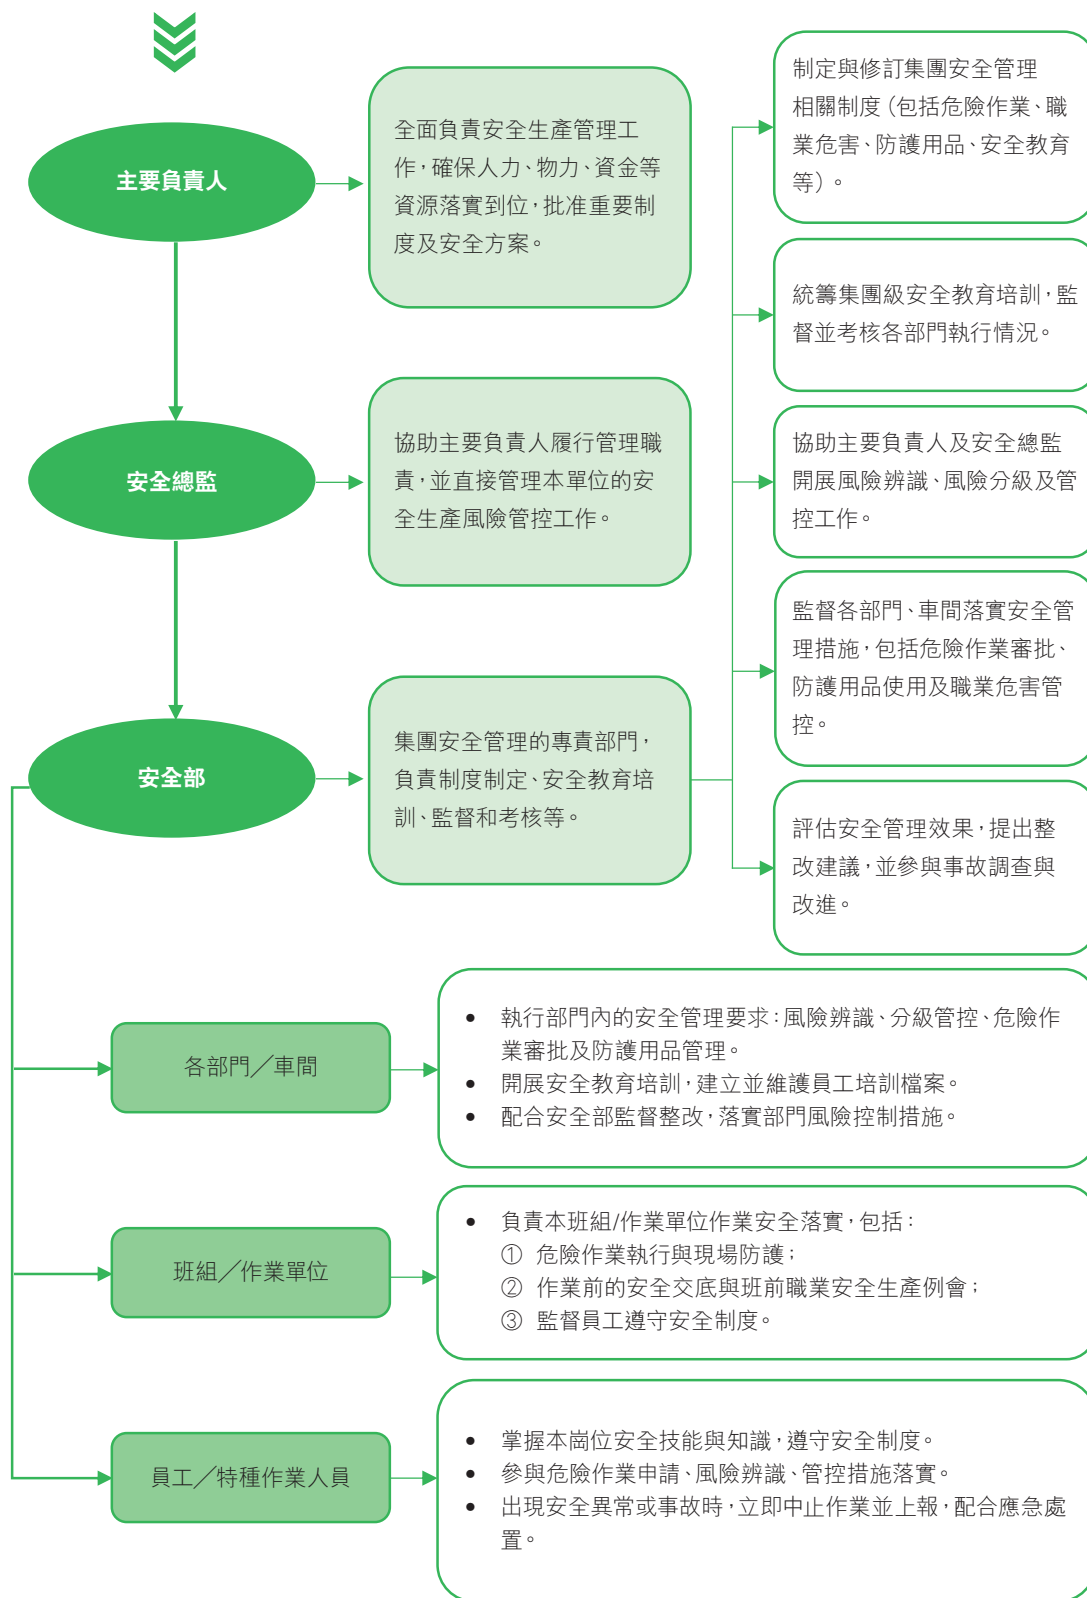 主要負責人
全面負責安全生產管理工
作，確保人力、物力、資金等
資源落實到位，批准重要制
度及安全方案。
安全總監
協助主要負責人履行管理職
責，並直接管理本單位的安
全生產風險管控工作。
安全部
集團安全管理的專責部門，
負責制度制定、安全教育培
訓、監督和考核等。
制定與修訂集團安全管理
相關制度（包括危險作業、職
業危害、防護用品、安全教育
等）。
統籌集團級安全教育培訓，監
督並考核各部門執行情況。
協助主要負責人及安全總監
開展風險辨識、風險分級及管
控工作。
監督各部門、車間落實安全管
理措施，包括危險作業審批、
防護用品使用及職業危害管
控。
評估安全管理效果，提出整
改建議，並參與事故調查與
改進。
各部門／車間
• 執行部門內的安全管理要求：風險辨識、分級管控、危險作
業審批及防護用品管理。
• 開展安全教育培訓，建立並維護員工培訓檔案。
• 配合安全部監督整改，落實部門風險控制措施。
班組／作業單位
• 負責本班組/作業單位作業安全落實，包括：
① 危險作業執行與現場防護；
② 作業前的安全交底與班前職業安全生產例會；
③ 監督員工遵守安全制度。
員工／特種作業人員
• 掌握本崗位安全技能與知識，遵守安全制度。
• 參與危險作業申請、風險辨識、管控措施落實。
• 出現安全異常或事故時，立即中止作業並上報，配合應急處
置。